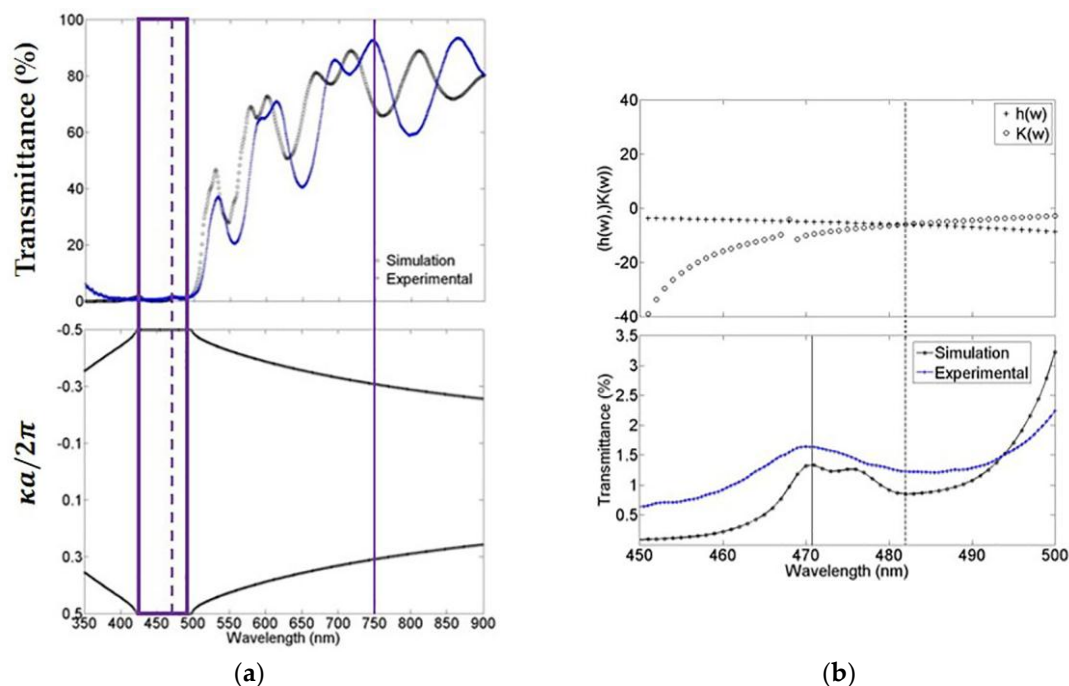 Transmittance (%)
100
80
60
40
20
0
Simulation
Experimental
κa/2π
-0.5
-0.3
-0.1
0.1
0.3
0.5
350 400 450 500 550 600 650 700 750 800 850 900
Wavelength (nm)
(a)
(h(w),)K(w))
40
20
0
-20
-40
h(w)
K(w)
Transmittance (%)
3.5
3
2.5
2
1.5
1
0.5
Simulation
Experimental
450 460 470 480 490 500
Wavelength (nm)
(b)